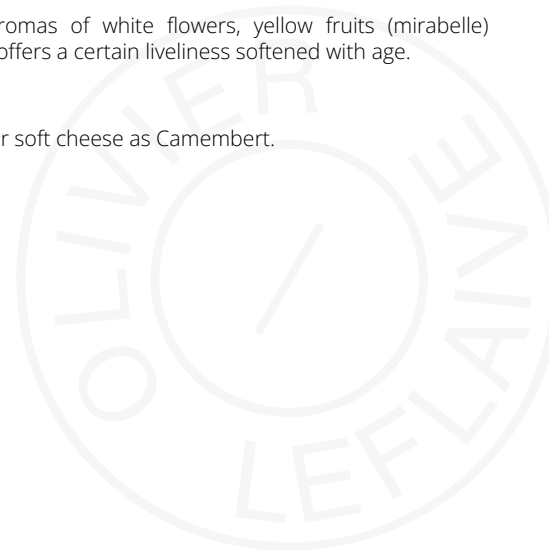 romas of white flowers, yellow fruits (mirabelle)
offers a certain liveliness softened with age.
r soft cheese as Camembert.
OLIVIER
LEFLAIVE